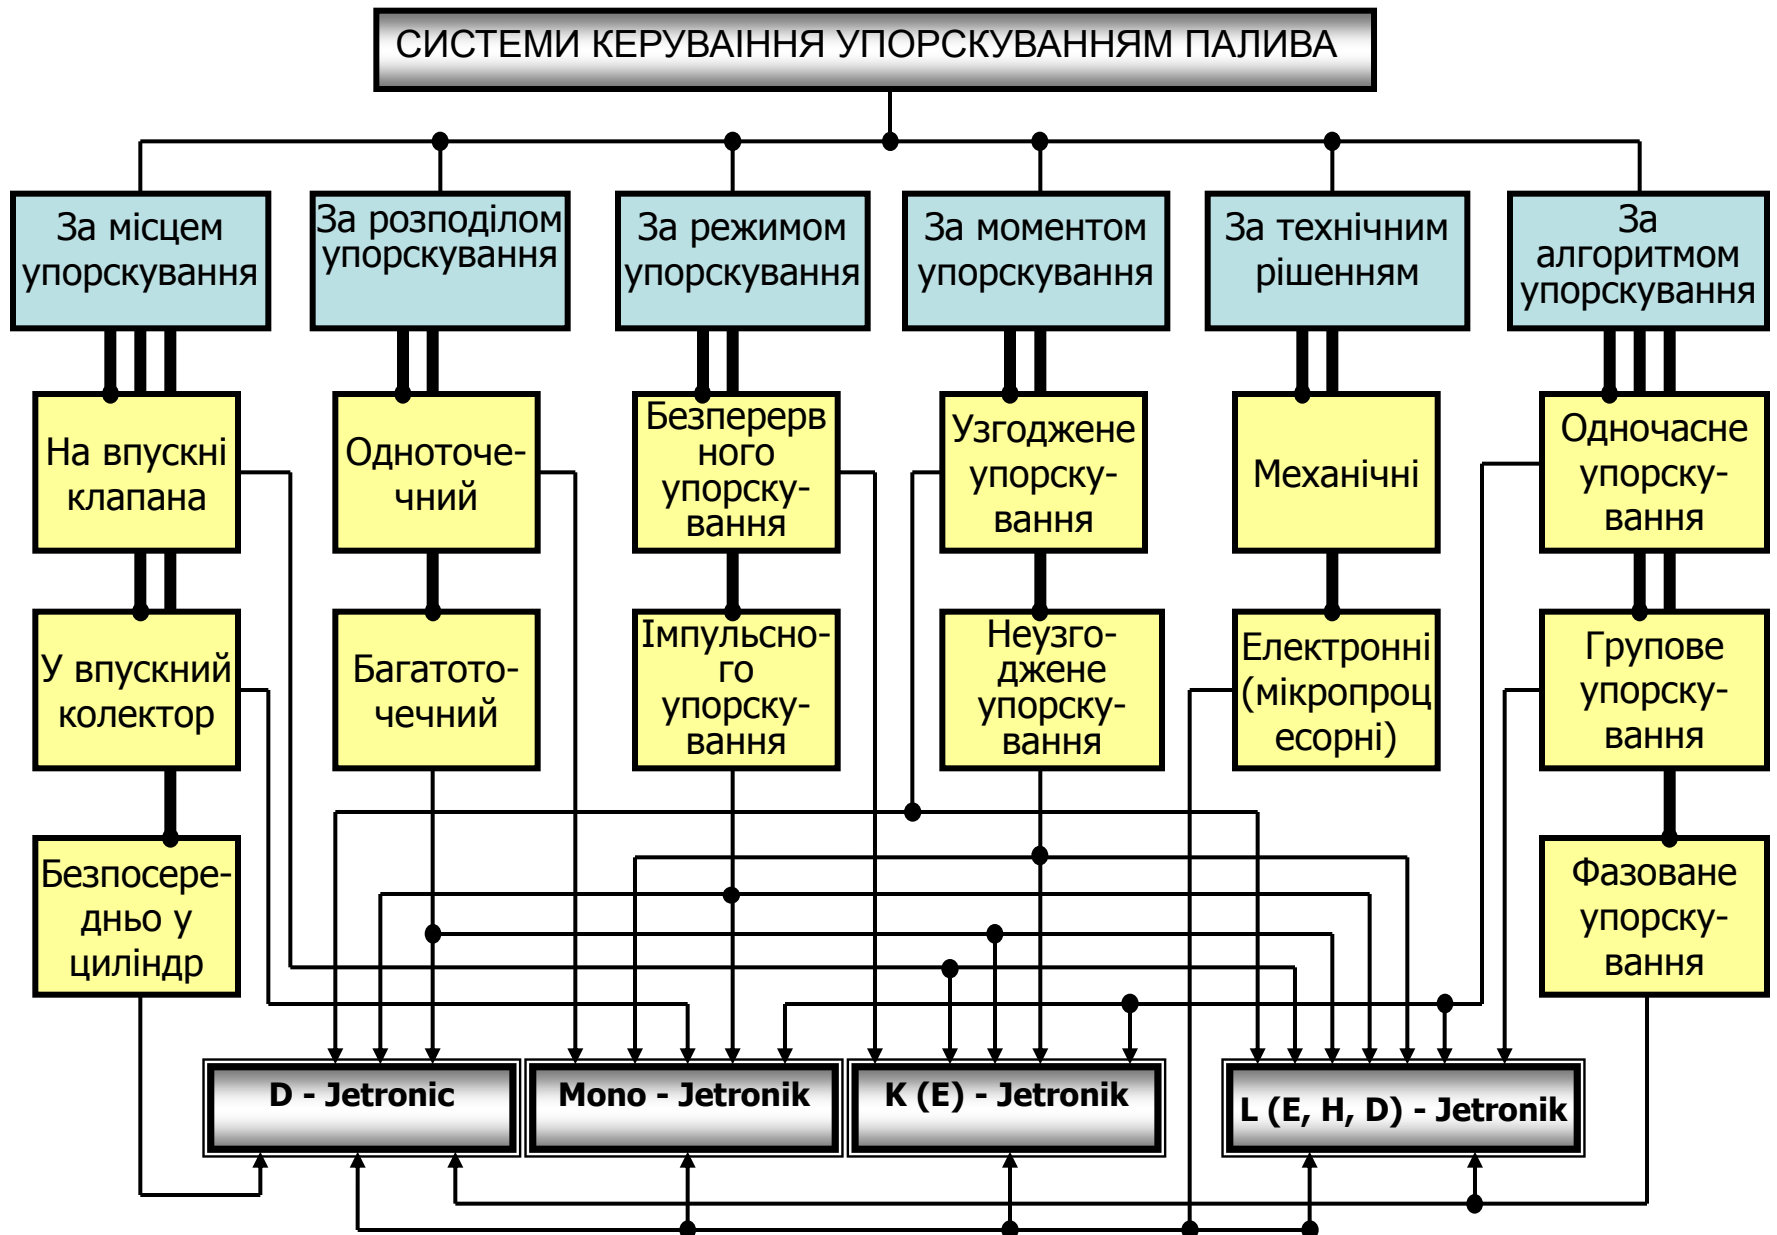 СИСТЕМИ КЕРУВАІННЯ УПОРСКУВАННЯМ ПАЛИВА
За місцем
упорскування
За розподілом
упорскування
За режимом
упорскування
За моментом
упорскування
За технічним
рішенням
За
алгоритмом
упорскування
На впускні
клапана
Одноточе-
чний
Безперерв
ного
упорску-
вання
Узгоджене
упорску-
вання
Механічні
Одночасне
упорску-
вання
У впускний
колектор
Багатото-
чечний
Імпульсно-
го
упорску-
вання
Неузго-
джене
упорску-
вання
Електронні
(мікропроц
есорні)
Групове
упорску-
вання
Безпосере-
дньо у
циліндр
Фазоване
упорску-
вання
D - Jetronic
Mono - Jetronik
K (E) - Jetronik
L (E, H, D) - Jetronik